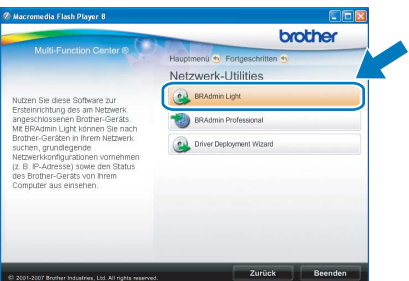 Macromedia Flash Player 8
brother
Multi-Function Center ®
Hauptmenü Fortgeschritten
Netzwerk-Utilities
BRAdmin Light
BRAdmin Professional
Driver Deployment Wizard
Nutzen Sie diese Software zur
Ersteinrichtung des am Netzwerk
angeschlossenen Brother-Geräts.
Mit BRAdmin Light können Sie nach
Brother-Geräten in Ihrem Netzwerk
suchen, grundlegende
Netzwerkkonfigurationen vornehmen
(z. B. IP-Adresse) sowie den Status
des Brother-Geräts von Ihrem
Computer aus einsehen.
© 2001-2007 Brother Industries, Ltd. All rights reserved.
Zurück Beenden